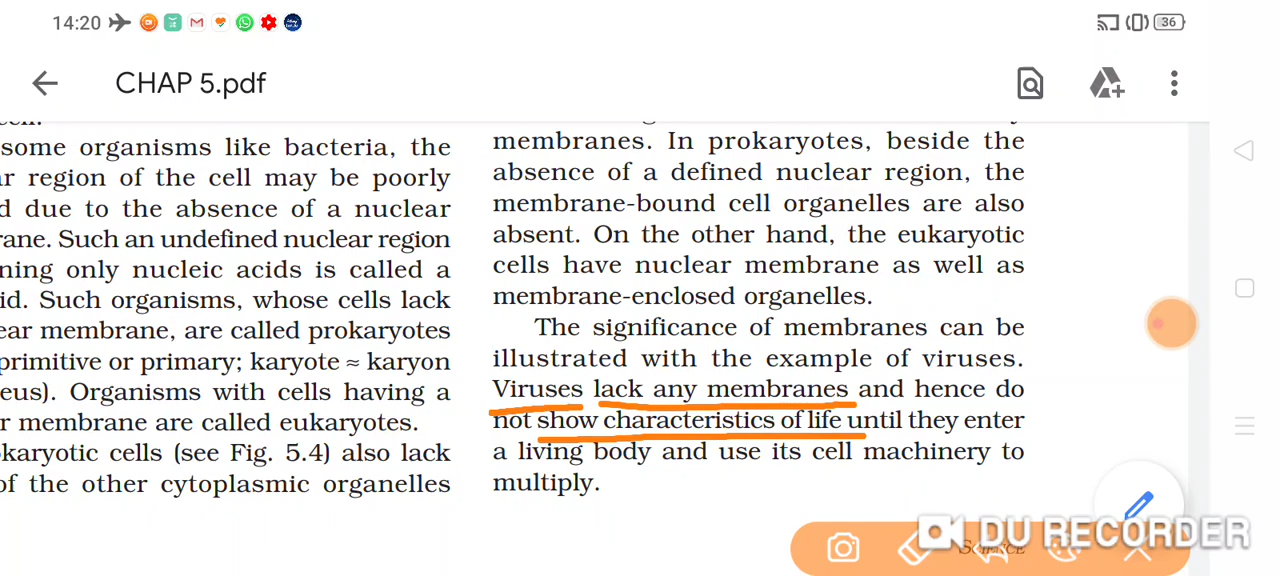 14:20
36
CHAP 5.pdf
some organisms like bacteria, the
region of the cell may be poorly
due to the absence of a nuclear
Such an undefined nuclear region
only nucleic acids is called a
Such organisms, whose cells lack
membrane, are called prokaryotes
primitive or primary; karyote ≈ karyon
Organisms with cells having a
membrane are called eukaryotes.
cells (see Fig. 5.4) also lack
of the other cytoplasmic organelles
membranes. In prokaryotes, beside the
absence of a defined nuclear region, the
membrane-bound cell organelles are also
absent. On the other hand, the eukaryotic
cells have nuclear membrane as well as
membrane-enclosed organelles.
The significance of membranes can be
illustrated with the example of viruses.
Viruses lack any membranes and hence do
not show characteristics of life until they enter
a living body and use its cell machinery to
multiply.
SCIENCE
DU RECORDER